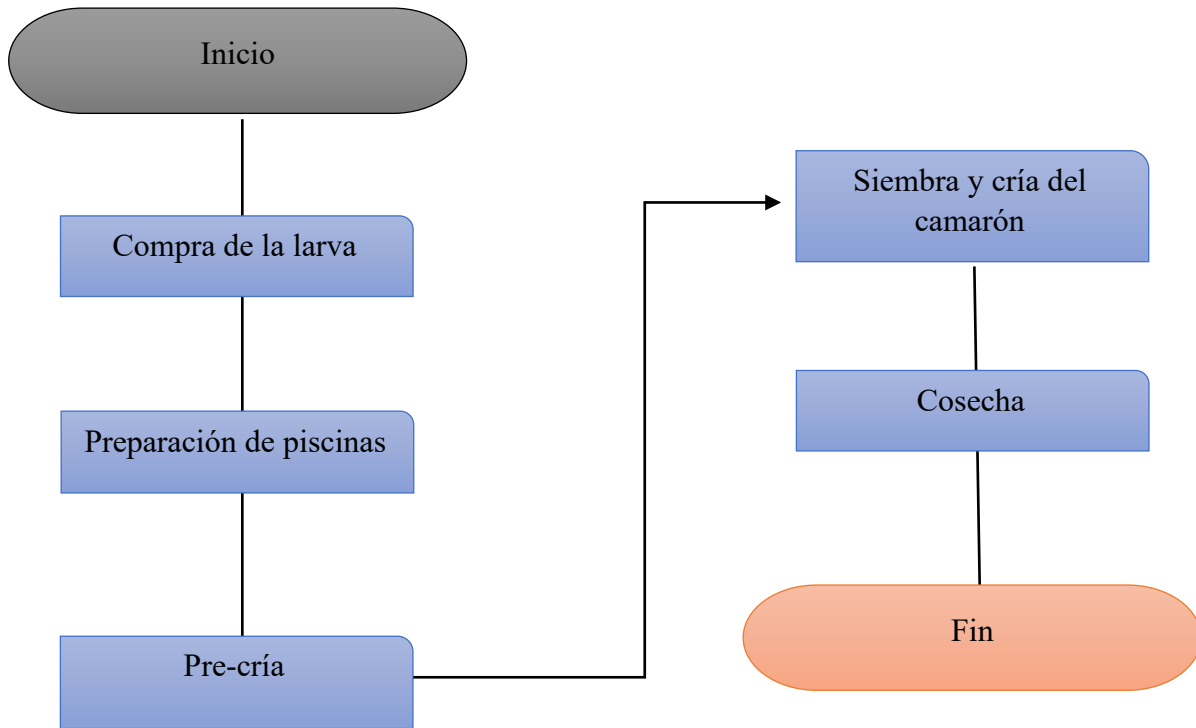 Inicio
Compra de la larva
Preparación de piscinas
Pre-cría
Siembra y cría del
camarón
Cosecha
Fin